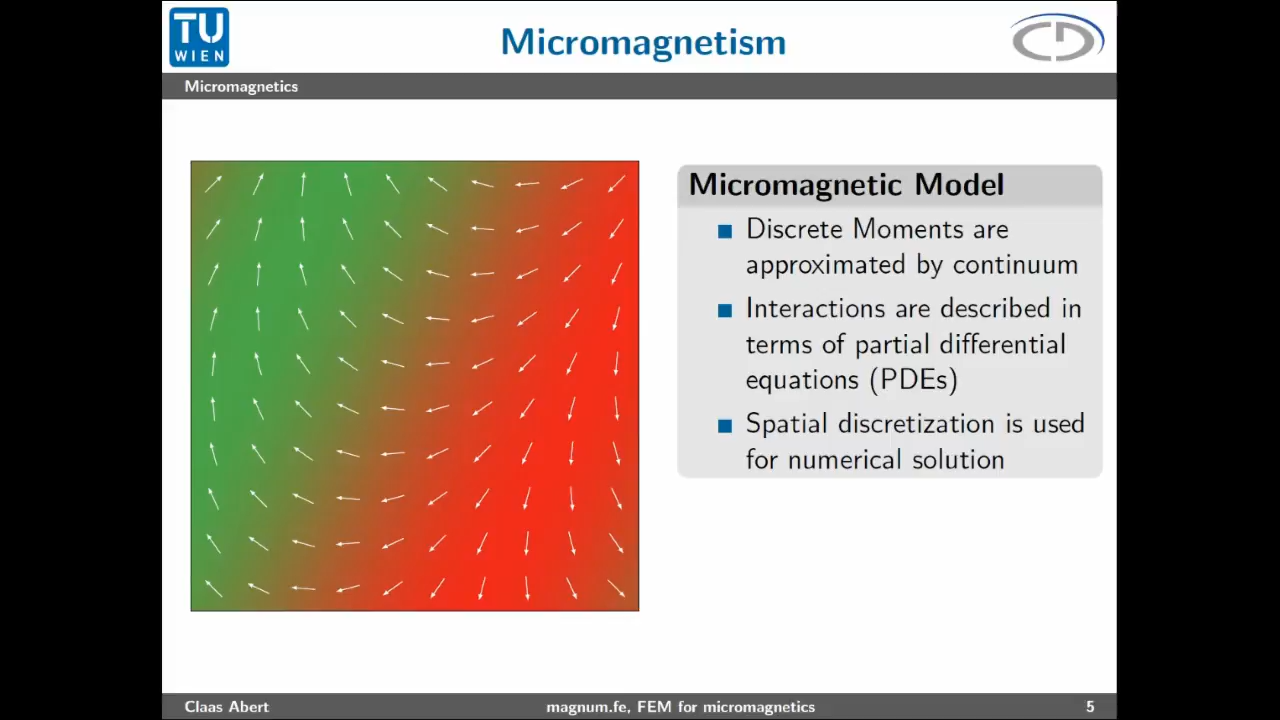 TU
WIEN
Micromagnetism
CD
Micromagnetics
Micromagnetic Model
Discrete Moments are
approximated by continuum
Interactions are described in
terms of partial differential
equations (PDEs)
Spatial discretization is used
for numerical solution
Claas Abert
magnum.fe, FEM for micromagnetics
5